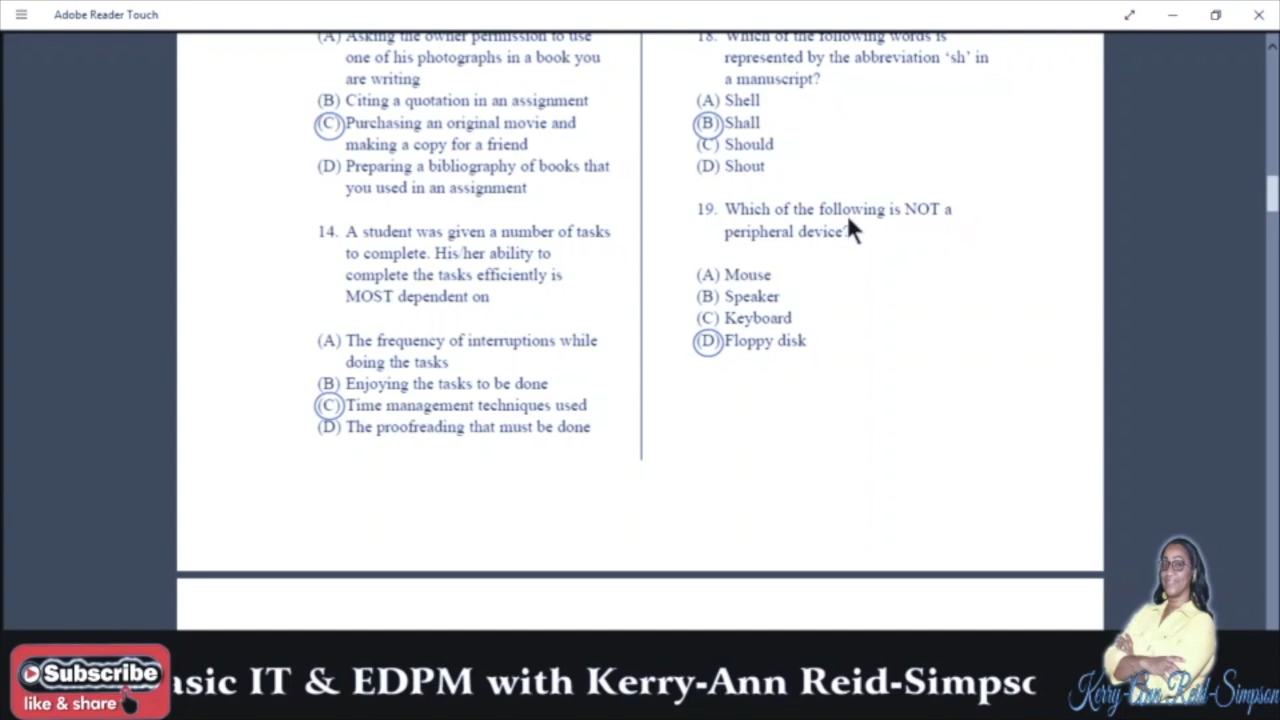 Adobe Reader Touch
(A) Asking the owner permission to use
one of his photographs in a book you
are writing
(B) Citing a quotation in an assignment
(C) Purchasing an original movie and
making a copy for a friend
(D) Preparing a bibliography of books that
you used in an assignment
14. A student was given a number of tasks
to complete. His/her ability to
complete the tasks efficiently is
MOST dependent on
(A) The frequency of interruptions while
doing the tasks
(B) Enjoying the tasks to be done
(C) Time management techniques used
(D) The proofreading that must be done
18. Which of the following words is
represented by the abbreviation ‘sh’ in
a manuscript?
(A) Shell
(B) Shall
(C) Should
(D) Shout
19. Which of the following is NOT a
peripheral device?
(A) Mouse
(B) Speaker
(C) Keyboard
(D) Floppy disk
Subscribe
like & share
asic IT & EDPM with Kerry-Ann Reid-Simpso
Kerry-Ann Reid-Simpson